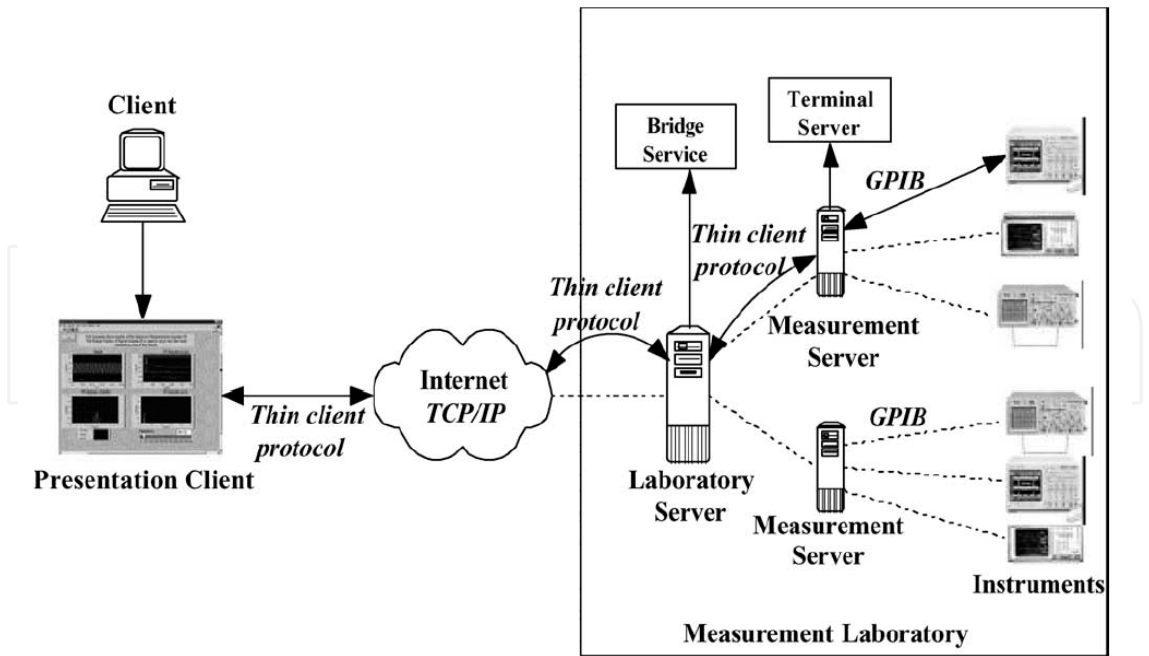 Client
Presentation Client
Thin client
protocol
Internet
TCP/IP
Thin client
protocol
Bridge
Service
Laboratory
Server
Terminal
Server
Thin client
protocol
GPIB
Measurement
Server
GPIB
Measurement
Server
Instruments
Measurement Laboratory